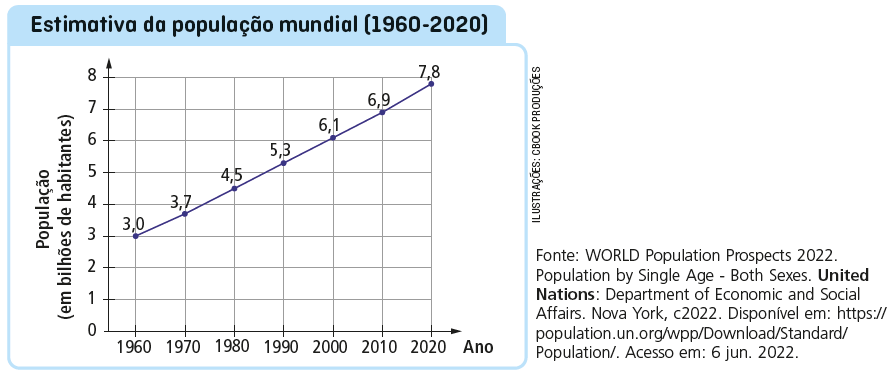 Estimativa da população mundial (1960-2020)
População
(em bilhões de habitantes)
8
7
6
5
4
3
2
1
0
3,0
3,7
4,5
5,3
6,1
6,9
7,8
1960 1970 1980 1990 2000 2010 2020 Ano
ILUSTRAÇÕES: CBOOK PRODUÇÕES
Fonte: WORLD Population Prospects 2022.
Population by Single Age - Both Sexes. United
Nations: Department of Economic and Social
Affairs. Nova York, c2022. Disponível em: https://
population.un.org/wpp/Download/Standard/
Population/. Acesso em: 6 jun. 2022.